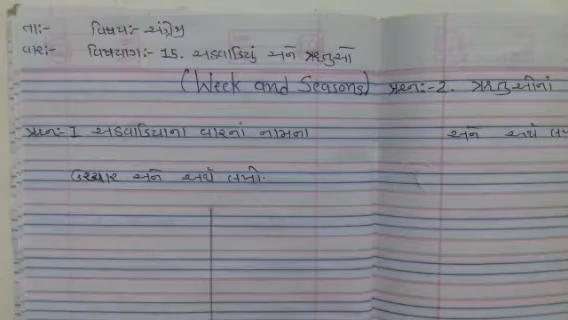 તા:- વિષય:- અંગ્રેજી
વાર:- વિષયાંગ:- 15. અઠવાડિયું અને ઋતુઓ
(Week and Seasons)
પ્રશ્ન:-1 અઠવાડિયાના વારનાં નામના
ઉચ્ચાર અને અર્થ લખો.
પ્રશ્ન:-2. ઋતુઓનાં
અને અર્થ